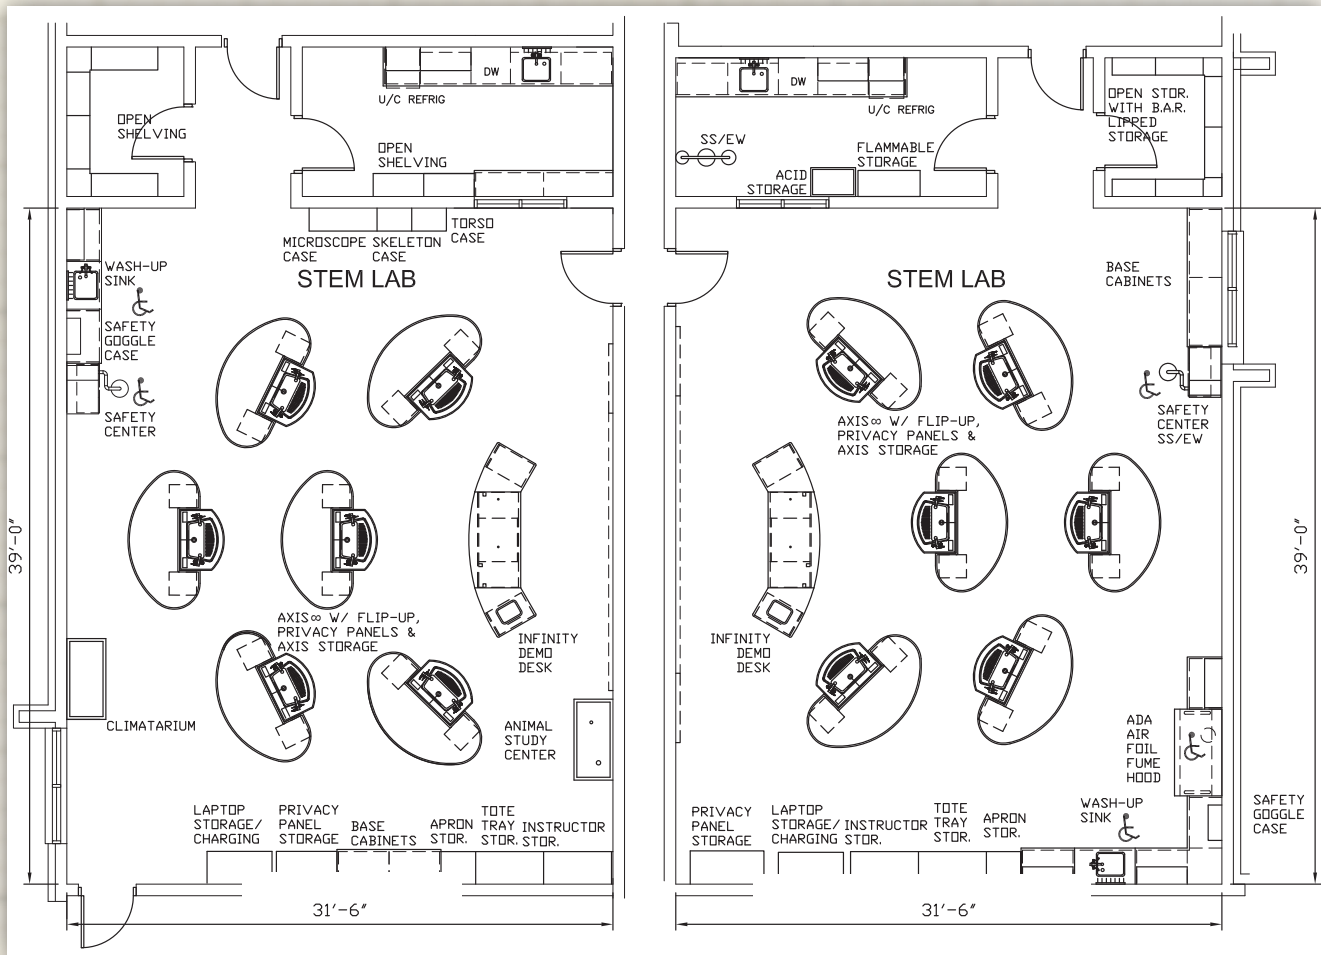 DW
U/C REFRIG
OPEN
SHELVING
OPEN
SHELVING
MICROSCOPE
CASE
SKELETON
CASE
TORSO
CASE
STEM LAB
WASH-UP
SINK
SAFETY
GOGGLE
CASE
SAFETY
CENTER
39'-0"
AXIS∞ W/ FLIP-UP,
PRIVACY PANELS &
AXIS STORAGE
INFINITY
DEMO
DESK
CLIMATARIUM
ANIMAL
STUDY
CENTER
LAPTOP
STORAGE/
CHARGING
PRIVACY
PANEL
STORAGE
BASE
CABINETS
APRON
STOR.
TOTE
TRAY
STOR.
INSTRUCTOR
STOR.
31'-6"
DW
U/C REFRIG
SS/EW
FLAMMABLE
STORAGE
ACID
STORAGE
OPEN STOR.
WITH B.A.R.
LIPPED
STORAGE
STEM LAB
BASE
CABINETS
AXIS∞ W/ FLIP-UP,
PRIVACY PANELS &
AXIS STORAGE
SAFETY
CENTER
SS/EW
39'-0"
INFINITY
DEMO
DESK
ADA
AIR
FOIL
FUME
HOOD
WASH-UP
SINK
SAFETY
GOGGLE
CASE
PRIVACY
PANEL
STORAGE
LAPTOP
STORAGE/
CHARGING
INSTRUCTOR
STOR.
TOTE
TRAY
STOR.
APRON
STOR.
31'-6"